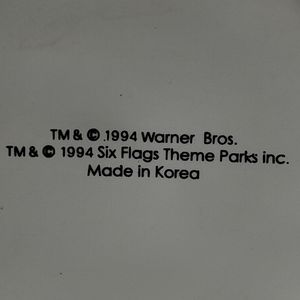 TM & © 1994 Warner Bros.
TM & © 1994 Six Flags Theme Parks inc.
Made in Korea